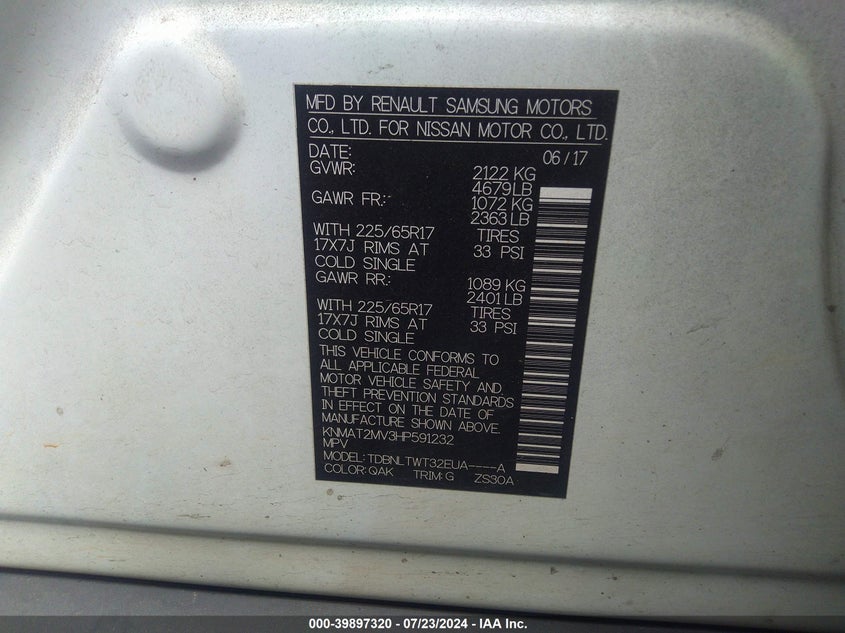 MFD BY RENAULT SAMSUNG MOTORS
CO., LTD. FOR NISSAN MOTOR CO., LTD.
DATE: 06/17
GVWR: 2122 KG
4679LB
GAWR FR.: 1072 KG
2363 LB
WITH 225/65R17 TIRES
17X7J RIMS AT 33 PSI
COLD SINGLE
GAWR RR.: 1089 KG
2401 LB
WITH 225/65R17 TIRES
17X7J RIMS AT 33 PSI
COLD SINGLE
THIS VEHICLE CONFORMS TO
ALL APPLICABLE FEDERAL
MOTOR VEHICLE SAFETY AND
THEFT PREVENTION STANDARDS
IN EFFECT ON THE DATE OF
MANUFACTURE SHOWN ABOVE.
KNMAT2MV3HP591232
MPV
MODEL: TDBNLTWT32EUA----A
COLOR: QAK TRIM: G ZS30A
000-39897320 / 07/23/2024 - IAA Inc.